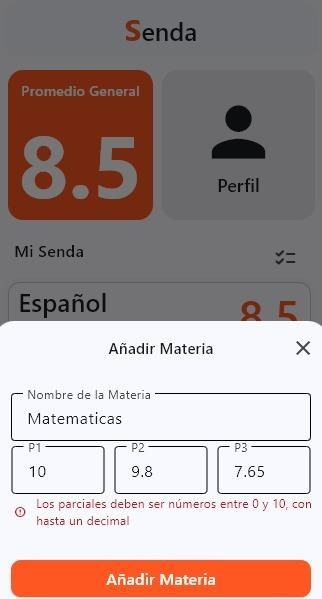 Senda
Promedio General
8.5
Perfil
Mi Senda
Español
8.5
Añadir Materia
Nombre de la Materia
Matematicas
P1
P2
P3
10
9.8
7.65
Los parciales deben ser números entre 0 y 10, con
hasta un decimal
Añadir Materia